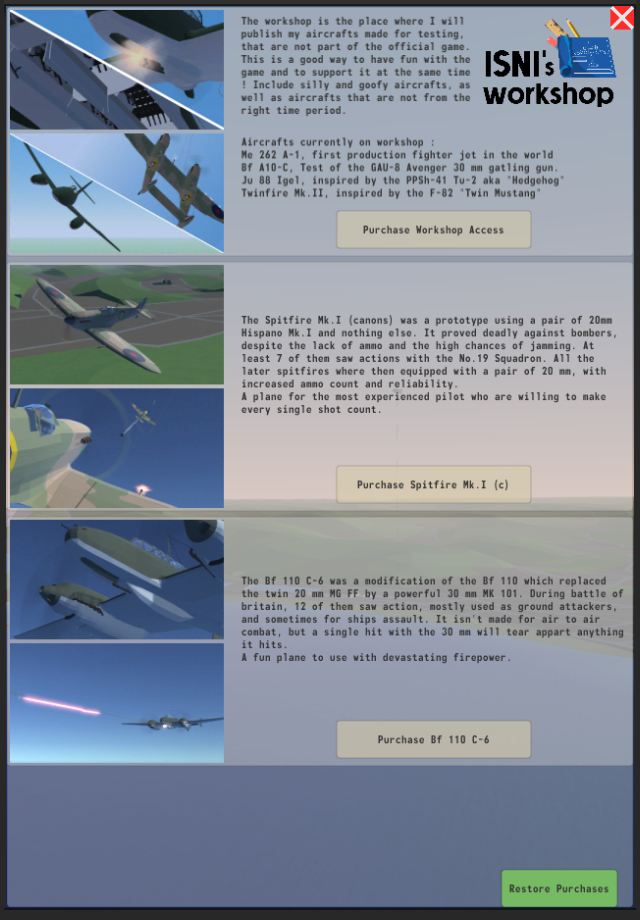 The workshop is the place where I will
publish my aircrafts made for testing,
that are not part of the official game.
This is a good way to have fun with the
game and to support it at the same time
! Include silly and goofy aircrafts, as
well as aircrafts that are not from the
right time period.
ISNI's
workshop
Aircrafts currently on workshop :
Me 262 A-1, first production fighter jet in the world
Bf A10-C, Test of the GAU-8 Avenger 30 mm gatling gun.
Ju 88 Igel, inspired by the PPSh-41 Tu-2 aka "Hedgehog"
Twinfire Mk.II, inspired by the F-82 "Twin Mustang"
Purchase Workshop Access
The Spitfire Mk.I (canons) was a prototype using a pair of 20mm
Hispano Mk.I and nothing else. It proved deadly against bombers,
despite the lack of ammo and the high chances of jamming. At
least 7 of them saw actions with the No.19 Squadron. All the
later spitfires where then equipped with a pair of 20 mm, with
increased ammo count and reliability.
A plane for the most experienced pilot who are willing to make
every single shot count.
Purchase Spitfire Mk.I (c)
The Bf 110 C-6 was a modification of the Bf 110 which replaced
the twin 20 mm MG FF by a powerful 30 mm MK 101. During battle of
britain, 12 of them saw action, mostly used as ground attackers,
and sometimes for ships assault. It isn't made for air to air
combat, but a single hit with the 30 mm will tear appart anything
it hits.
A fun plane to use with devastating firepower.
Purchase Bf 110 C-6
Restore Purchases